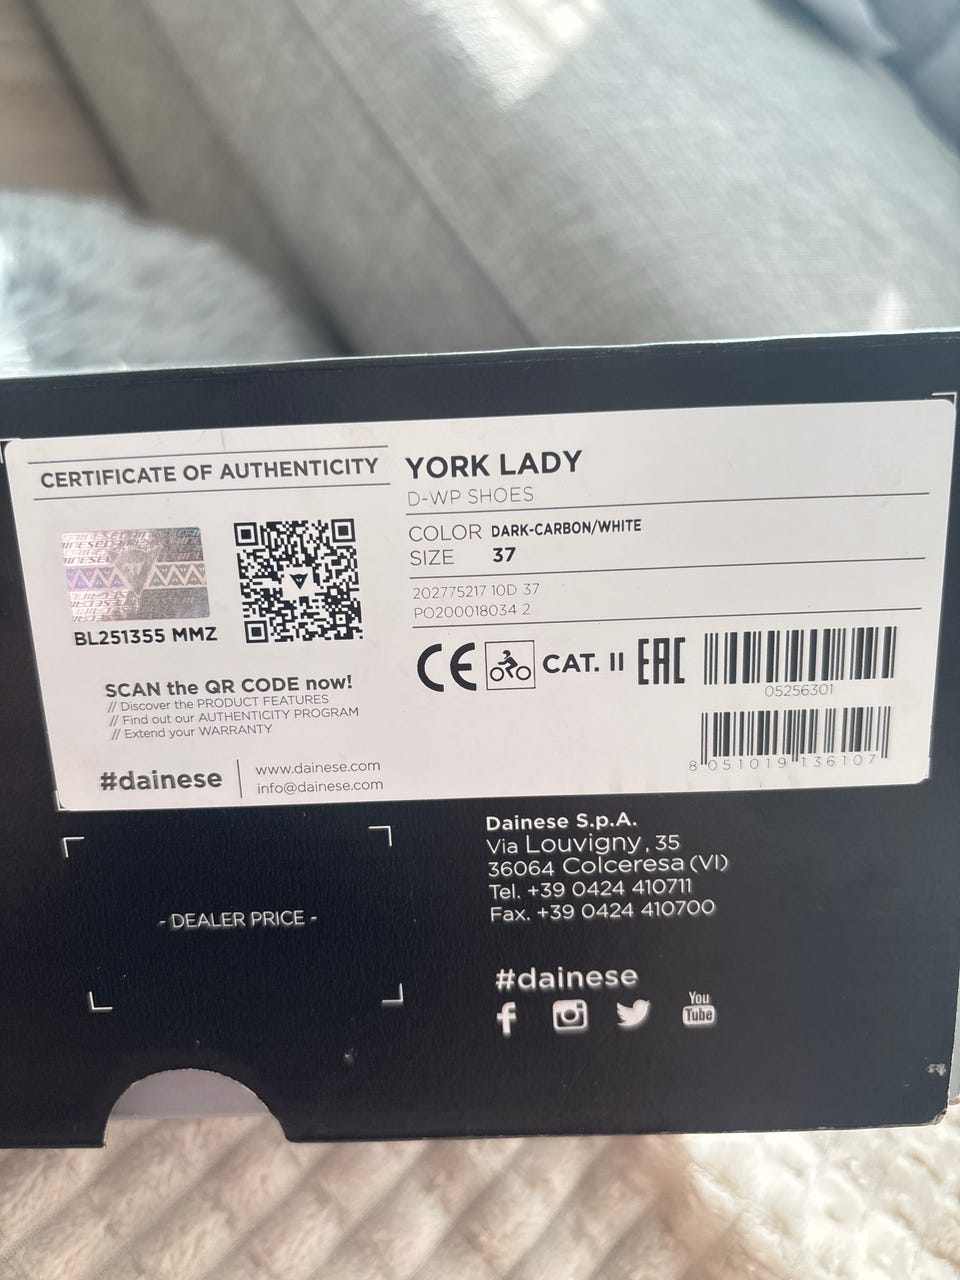 CERTIFICATE OF AUTHENTICITY
BL251355 MMZ
SCAN the QR CODE now!
// Discover the PRODUCT FEATURES
// Find out our AUTHENTICITY PROGRAM
// Extend your WARRANTY
#dainese
www.dainese.com
info@dainese.com
YORK LADY
D-WP SHOES
COLOR DARK-CARBON/WHITE
SIZE 37
202775217 10D 37
PO200018034 2
CE CAT. II EAC
05256301
8 051019 136107
- DEALER PRICE -
Dainese S.p.A.
Via Louvigny, 35
36064 Colceresa (VI)
Tel. +39 0424 410711
Fax. +39 0424 410700
#dainese
You
Tube